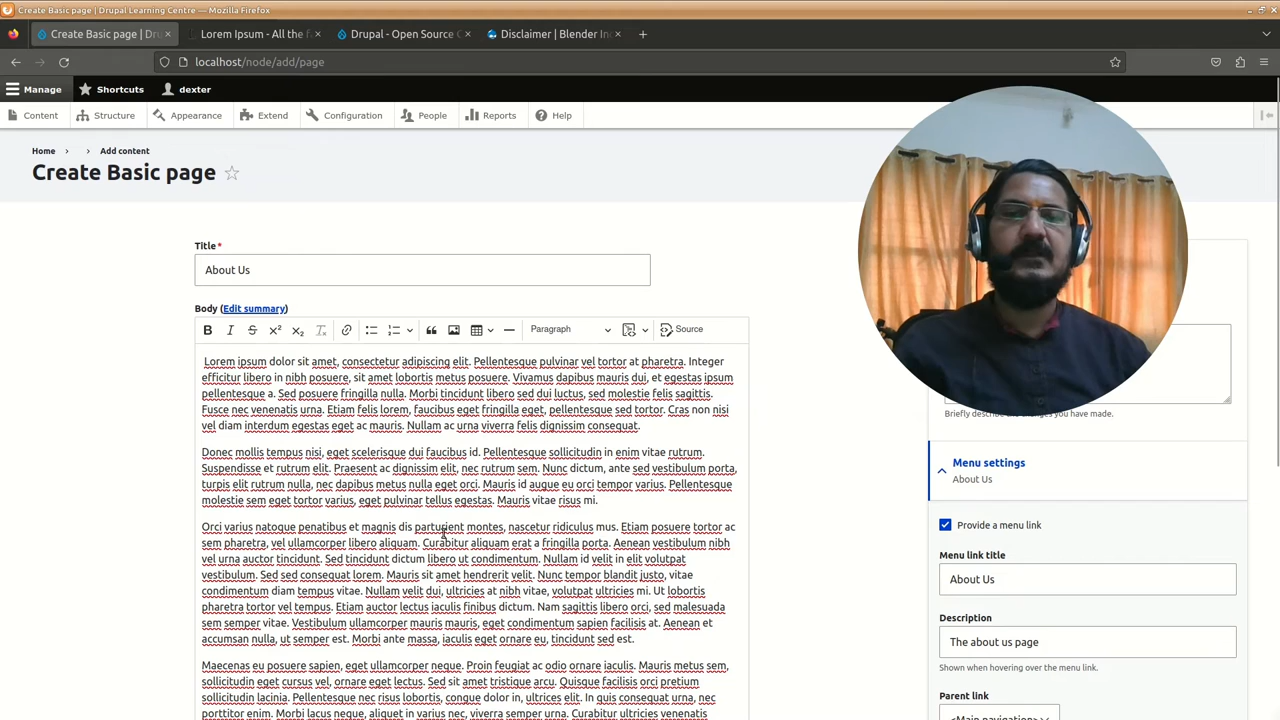 Create Basic page | Drupal Learning Centre — Mozilla Firefox
Create Basic page | Dru
Lorem Ipsum - All the f
Drupal - Open Source C
Disclaimer | Blender Ind
localhost/node/add/page
Manage
Shortcuts
dexter
Content
Structure
Appearance
Extend
Configuration
People
Reports
Help
Home > > Add content
Create Basic page
Title*
About Us
Body (Edit summary)
Paragraph
Source
Lorem ipsum dolor sit amet, consectetur adipiscing elit. Pellentesque pulvinar vel tortor at pharetra. Integer
efficitur libero in nibh posuere, sit amet lobortis metus posuere. Vivamus dapibus mauris dui, et egestas ipsum
pellentesque a. Sed posuere fringilla nulla. Morbi tincidunt libero sed dui luctus, sed molestie felis sagittis.
Fusce nec venenatis urna. Etiam felis lorem, faucibus eget fringilla eget, pellentesque sed tortor. Cras non nisi
vel diam interdum egestas eget ac mauris. Nullam ac urna viverra felis dignissim consequat.
Donec mollis tempus nisi, eget scelerisque dui faucibus id. Pellentesque sollicitudin in enim vitae rutrum.
Suspendisse et rutrum elit. Praesent ac dignissim elit, nec rutrum sem. Nunc dictum, ante sed vestibulum porta,
turpis elit rutrum nulla, nec dapibus metus nulla eget orci. Mauris id augue eu orci tempor varius. Pellentesque
molestie sem eget tortor varius, eget pulvinar tellus egestas. Mauris vitae risus mi.
Orci varius natoque penatibus et magnis dis parturient montes, nascetur ridiculus mus. Etiam posuere tortor ac
sem pharetra, vel ullamcorper libero aliquam. Curabitur aliquam erat a fringilla porta. Aenean vestibulum nibh
vel urna auctor tincidunt. Sed tincidunt dictum libero ut condimentum. Nullam id velit in elit volutpat
vestibulum. Sed sed consequat lorem. Mauris sit amet hendrerit velit. Nunc tempor blandit justo, vitae
condimentum diam tempus vitae. Nullam velit dui, ultricies at nibh vitae, volutpat ultricies mi. Ut lobortis
pharetra tortor vel tempus. Etiam auctor lectus iaculis finibus dictum. Nam sagittis libero orci, sed malesuada
sem semper vitae. Vestibulum ullamcorper mauris mauris, eget condimentum sapien facilisis at. Aenean et
accumsan nulla, ut semper est. Morbi ante massa, iaculis eget ornare eu, tincidunt sed est.
Maecenas eu posuere sapien, eget ullamcorper neque. Proin feugiat ac odio ornare iaculis. Mauris metus sem,
sollicitudin eget cursus vel, ornare eget lectus. Sed sit amet tristique arcu. Quisque facilisis orci pretium
sollicitudin lacinia. Pellentesque nec risus lobortis, congue dolor in, ultrices elit. In quis consequat urna, nec
porttitor enim. Morbi lacus neque, aliquet in varius nec, viverra semper urna. Curabitur ultricies venenatis
Briefly describe the changes you have made.
Menu settings
About Us
Provide a menu link
Menu link title
About Us
Description
The about us page
Shown when hovering over the menu link.
Parent link
<Main navigation>